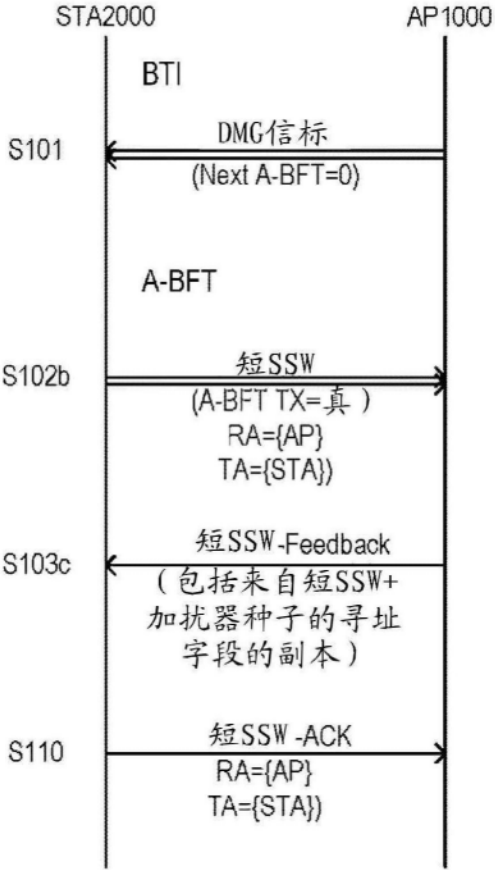 STA2000 AP1000
BTI
S101 DMG信标
(Next A-BFT=0)
A-BFT
S102b 短SSW
(A-BFT TX=真)
RA={AP}
TA={STA})
S103c 短SSW-Feedback
(包括来自短SSW+
加扰器种子的寻址
字段的副本)
S110 短SSW-ACK
RA={AP}
TA={STA})